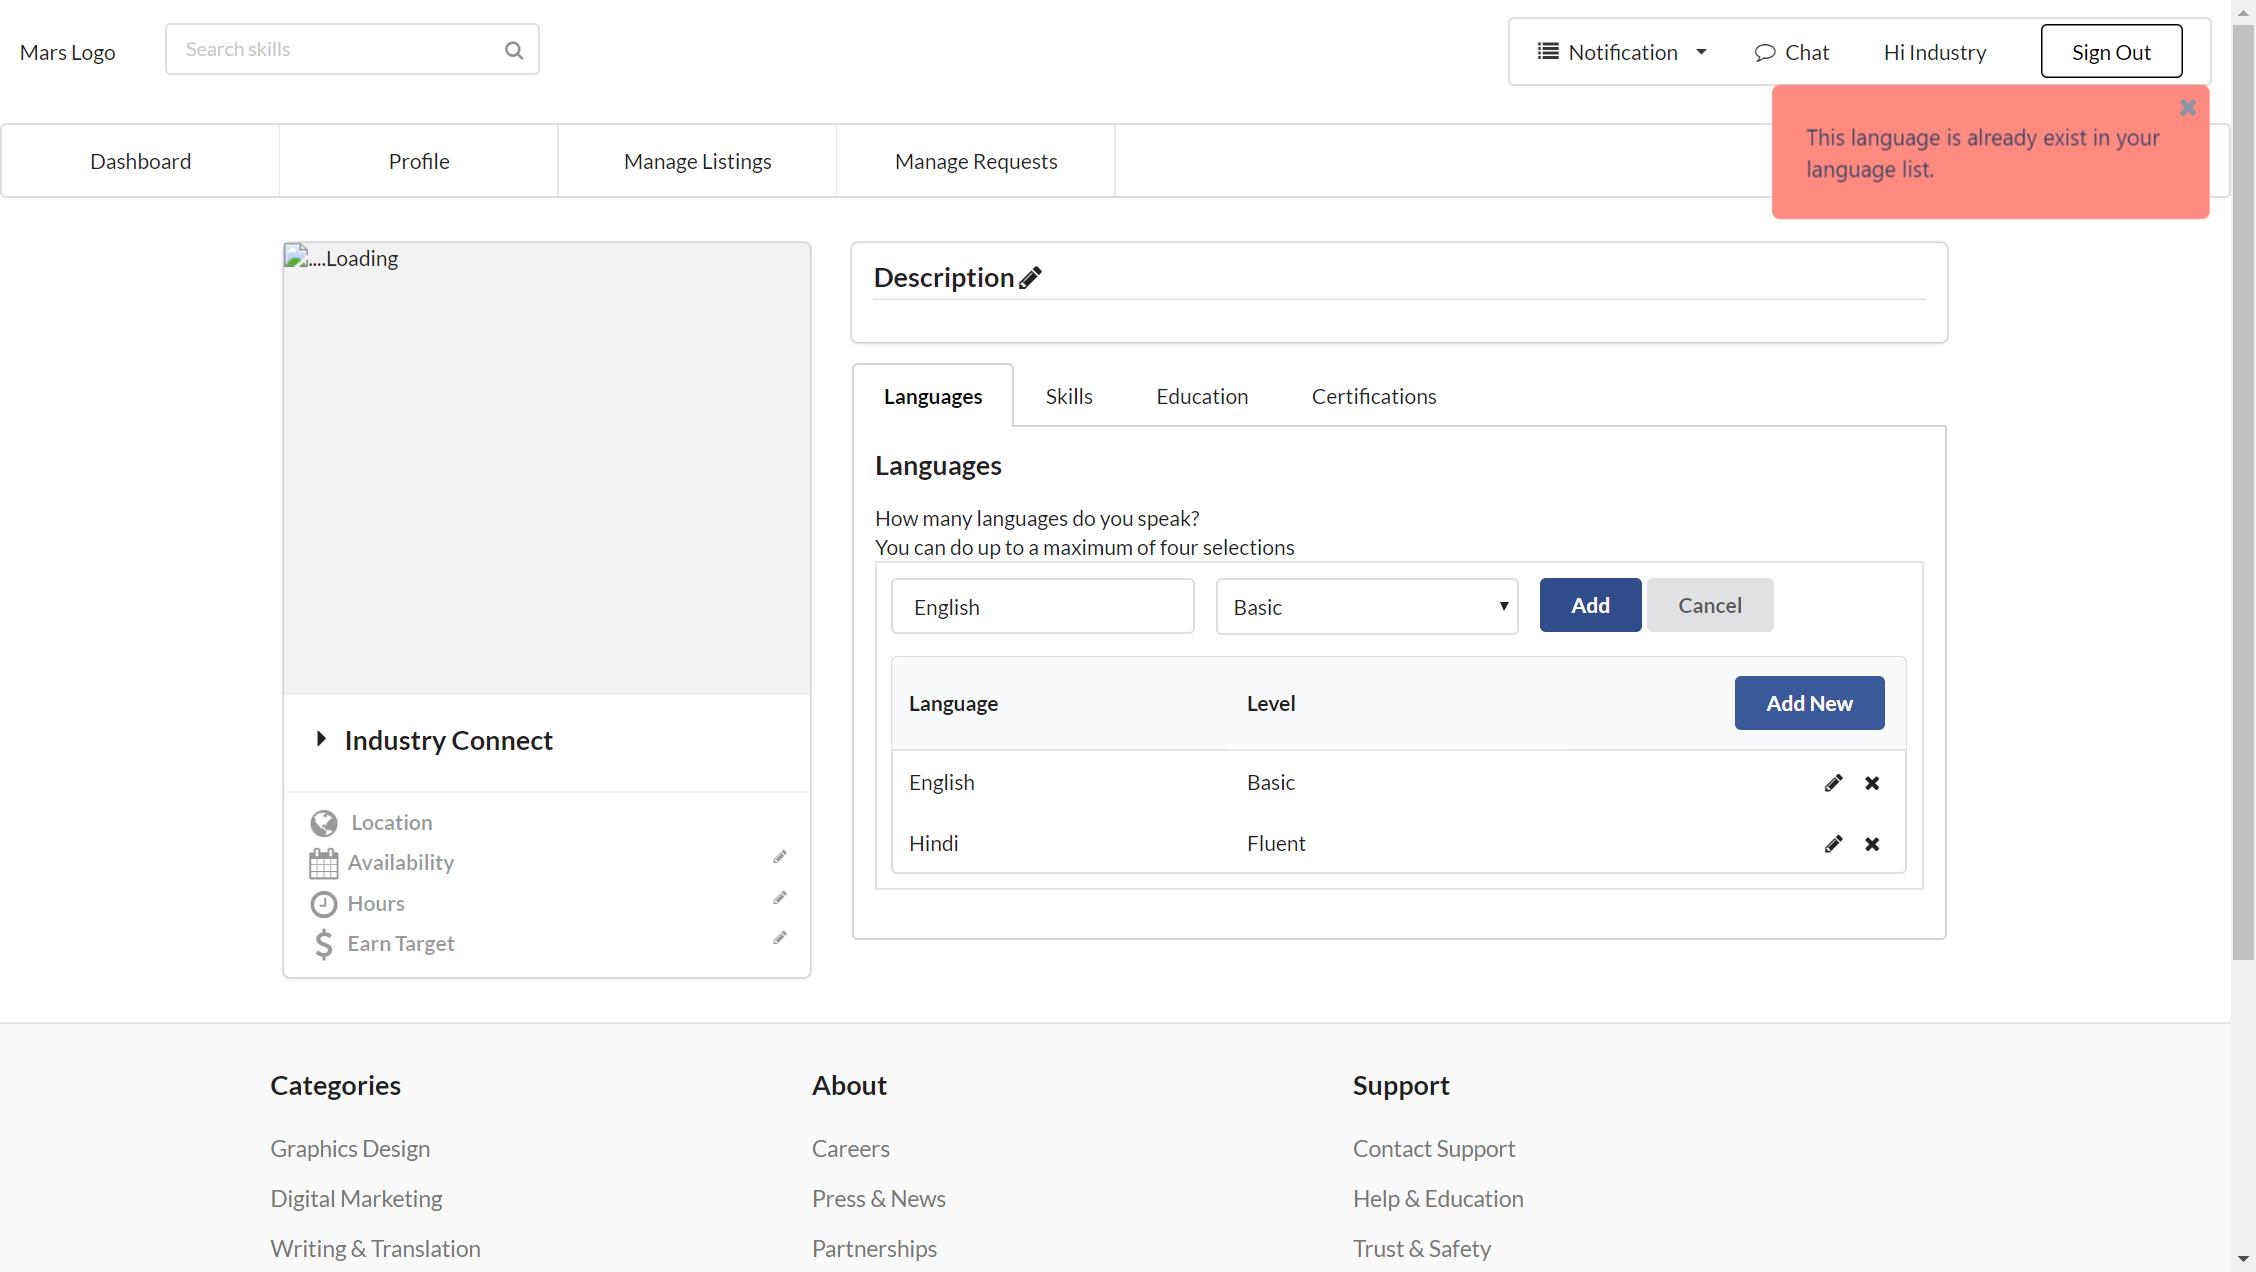 Mars Logo
Search skills
Notification
Chat
Hi Industry
Sign Out
This language is already exist in your
language list.
Dashboard
Profile
Manage Listings
Manage Requests
....Loading
Industry Connect
Location
Availability
Hours
Earn Target
Description
Languages
Skills
Education
Certifications
Languages
How many languages do you speak?
You can do up to a maximum of four selections
English
Basic
Add
Cancel
Language
Level
Add New
English
Basic
Hindi
Fluent
Categories
Graphics Design
Digital Marketing
Writing & Translation
About
Careers
Press & News
Partnerships
Support
Contact Support
Help & Education
Trust & Safety